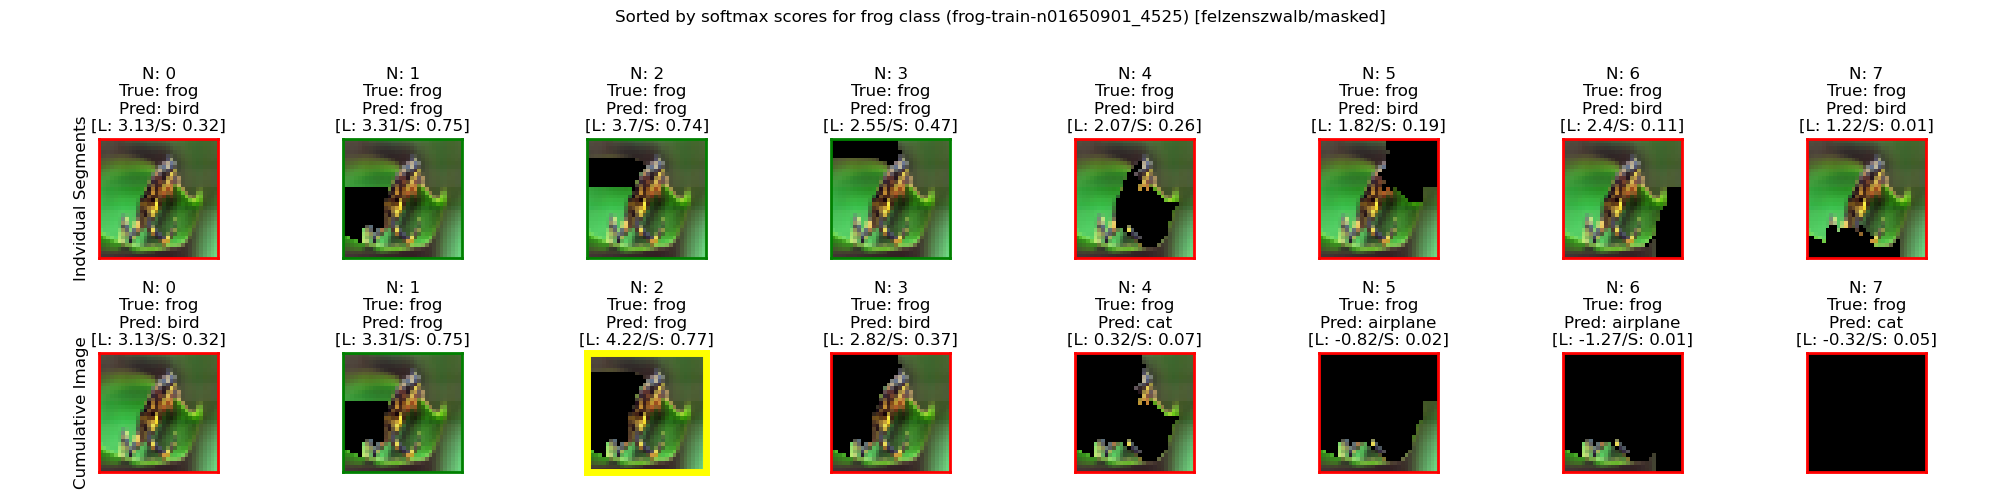 Sorted by softmax scores for frog class (frog-train-n01650901_4525) [felzenszwalb/masked]
Indvidual Segments
N: 0
True: frog
Pred: bird
[L: 3.13/S: 0.32]
N: 1
True: frog
Pred: frog
[L: 3.31/S: 0.75]
N: 2
True: frog
Pred: frog
[L: 3.7/S: 0.74]
N: 3
True: frog
Pred: frog
[L: 2.55/S: 0.47]
N: 4
True: frog
Pred: bird
[L: 2.07/S: 0.26]
N: 5
True: frog
Pred: bird
[L: 1.82/S: 0.19]
N: 6
True: frog
Pred: bird
[L: 2.4/S: 0.11]
N: 7
True: frog
Pred: bird
[L: 1.22/S: 0.01]
Cumulative Image
N: 0
True: frog
Pred: bird
[L: 3.13/S: 0.32]
N: 1
True: frog
Pred: frog
[L: 3.31/S: 0.75]
N: 2
True: frog
Pred: frog
[L: 4.22/S: 0.77]
N: 3
True: frog
Pred: bird
[L: 2.82/S: 0.37]
N: 4
True: frog
Pred: cat
[L: 0.32/S: 0.07]
N: 5
True: frog
Pred: airplane
[L: -0.82/S: 0.02]
N: 6
True: frog
Pred: airplane
[L: -1.27/S: 0.01]
N: 7
True: frog
Pred: cat
[L: -0.32/S: 0.05]